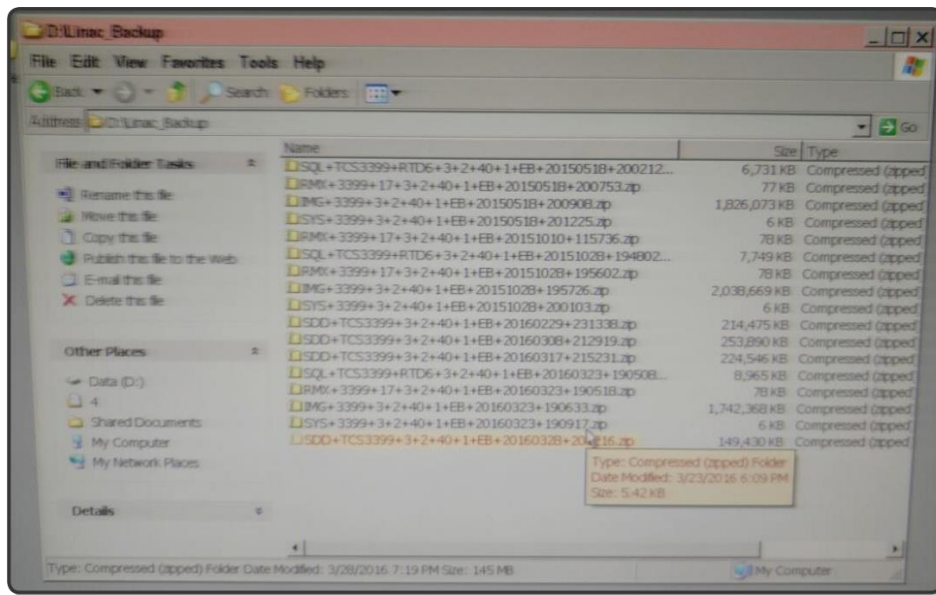 D:\Linac_Backup
File Edit View Favorites Tools Help
Back Search Folders
Address D:\Linac_Backup Go
Name Size Type
File and Folder Tasks
Rename this file
Move this file
Copy this file
Publish this file to the Web
E-mail this file
Delete this file
Other Places
Data (D:)
4
Shared Documents
My Computer
My Network Places
Details
SQL+TCS3399+RTD6+3+2+40+1+EB+20150518+200212... 6,731 KB Compressed (zipped)
RMX+3399+17+3+2+40+1+EB+20150518+200753.zip 77 KB Compressed (zipped)
IMG+3399+3+2+40+1+EB+20150518+200908.zip 1,826,073 KB Compressed (zipped)
SYS+3399+3+2+40+1+EB+20150518+201225.zip 6 KB Compressed (zipped)
RMX+3399+17+3+2+40+1+EB+20151010+115736.zip 78 KB Compressed (zipped)
SQL+TCS3399+RTD6+3+2+40+1+EB+20151028+194802... 7,749 KB Compressed (zipped)
RMX+3399+17+3+2+40+1+EB+20151028+195602.zip 78 KB Compressed (zipped)
IMG+3399+3+2+40+1+EB+20151028+195726.zip 2,038,669 KB Compressed (zipped)
SYS+3399+3+2+40+1+EB+20151028+200103.zip 6 KB Compressed (zipped)
SDD+TCS3399+3+2+40+1+EB+20160229+231338.zip 214,475 KB Compressed (zipped)
SDD+TCS3399+3+2+40+1+EB+20160308+212919.zip 253,890 KB Compressed (zipped)
SDD+TCS3399+3+2+40+1+EB+20160317+215231.zip 224,546 KB Compressed (zipped)
SQL+TCS3399+RTD6+3+2+40+1+EB+20160323+190508... 8,965 KB Compressed (zipped)
RMX+3399+17+3+2+40+1+EB+20160323+190518.zip 78 KB Compressed (zipped)
IMG+3399+3+2+40+1+EB+20160323+190633.zip 1,742,368 KB Compressed (zipped)
SYS+3399+3+2+40+1+EB+20160323+190917.zip 6 KB Compressed (zipped)
149,430 KB Compressed (zipped)
Type: Compressed (zipped) Folder
Date Modified: 3/23/2016 6:09 PM
Size: 5.42 KB
Type: Compressed (zipped) Folder Date Modified: 3/28/2016 7:19 PM Size: 145 MB My Computer